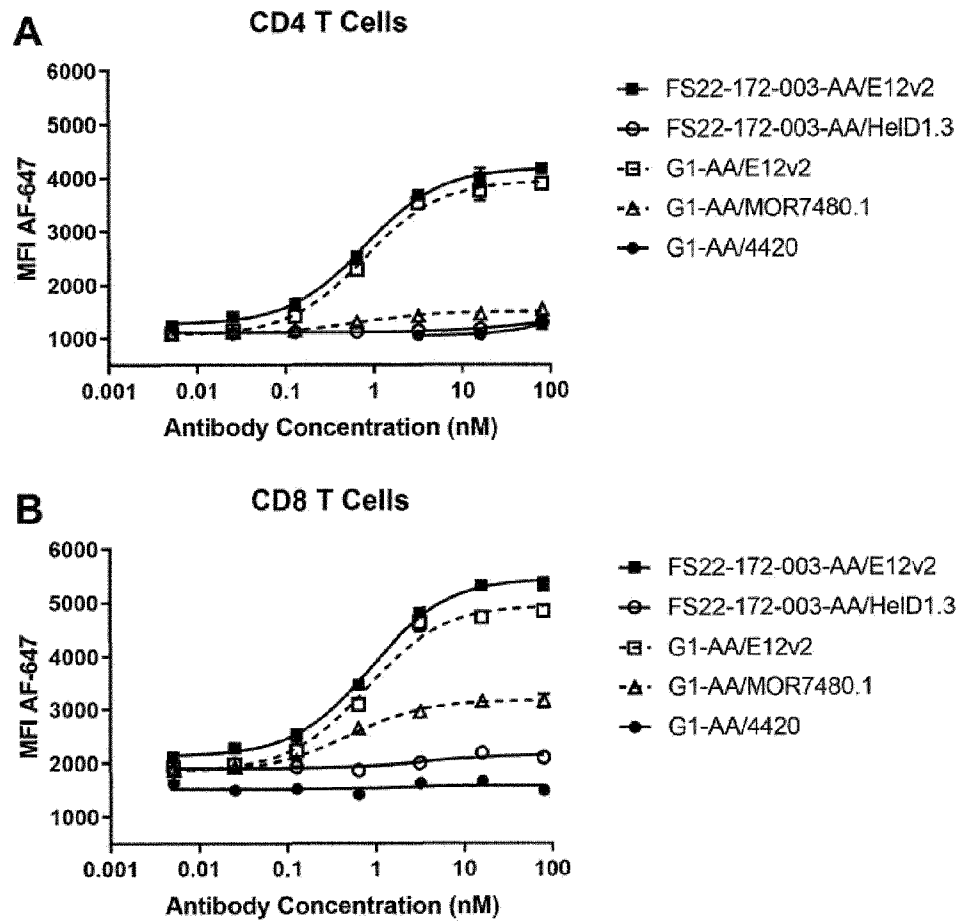 A
CD4 T Cells
6000
5000
4000
3000
2000
1000
MFI AF-647
0.001 0.01 0.1 1 10 100
Antibody Concentration (nM)
FS22-172-003-AA/E12v2
FS22-172-003-AA/HelD1.3
G1-AA/E12v2
G1-AA/MOR7480.1
G1-AA/4420
B
CD8 T Cells
6000
5000
4000
3000
2000
1000
MFI AF-647
0.001 0.01 0.1 1 10 100
Antibody Concentration (nM)
FS22-172-003-AA/E12v2
FS22-172-003-AA/HelD1.3
G1-AA/E12v2
G1-AA/MOR7480.1
G1-AA/4420